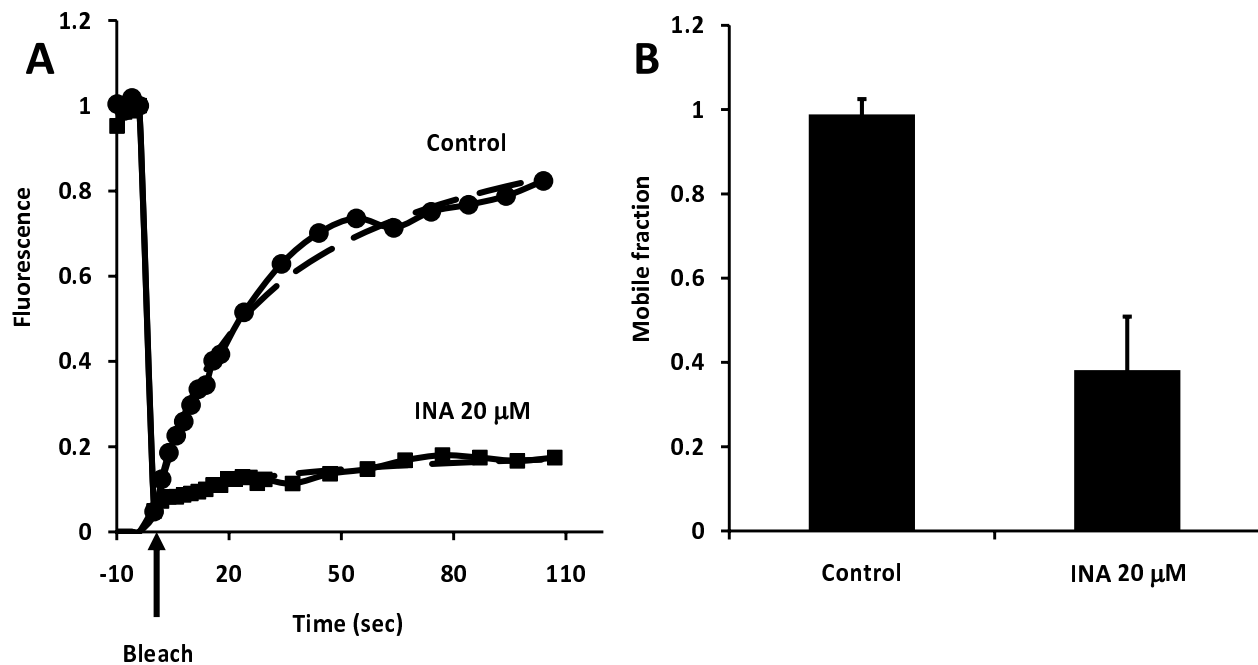 A
1.2
1
0.8
0.6
0.4
0.2
0
Fluorescence
Control
INA 20 μM
-10 20 50 80 110
Time (sec)
Bleach
B
1.2
1
0.8
0.6
0.4
0.2
0
Mobile fraction
Control INA 20 μM